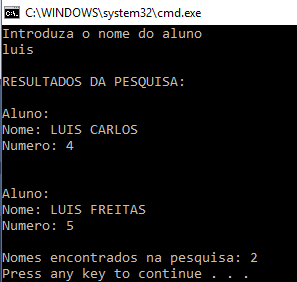 C:\WINDOWS\system32\cmd.exe
Introduza o nome do aluno
luis
RESULTADOS DA PESQUISA:
Aluno:
Nome: LUIS CARLOS
Numero: 4
Aluno:
Nome: LUIS FREITAS
Numero: 5
Nomes encontrados na pesquisa: 2
Press any key to continue . . .